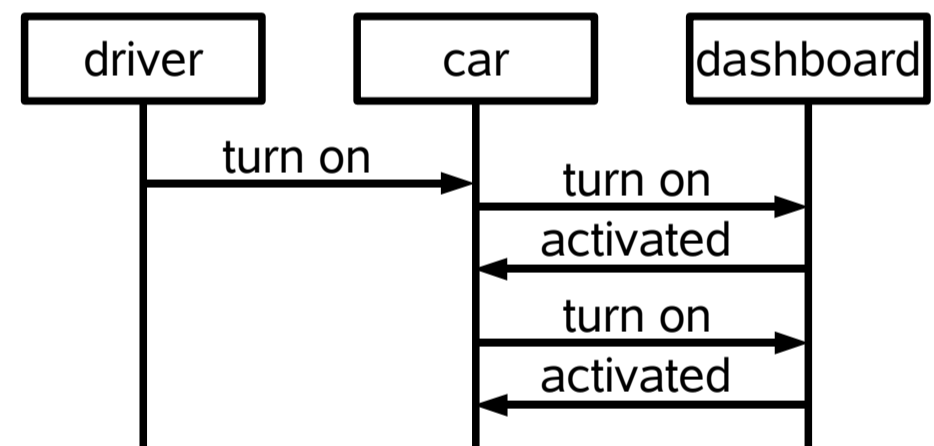 driver
car
dashboard
turn on
turn on
activated
turn on
activated